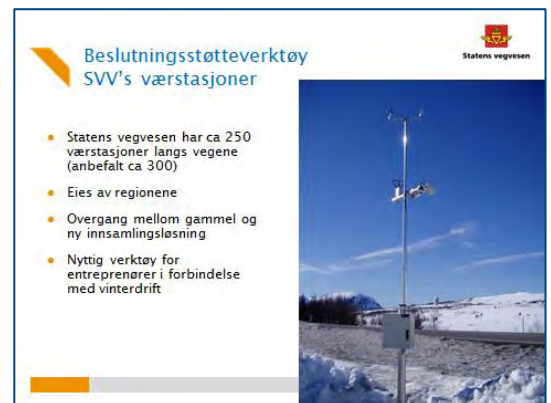 Beslutningsstøtteverktøy
SVV's værstasjoner
Statens vegvesen
Statens vegvesen har ca 250
værstasjoner langs vegene
(anbefalt ca 300)
Eies av regionene
Overgang mellom gammel og
ny innsamlingsløsning
Nyttig verktøy for
entreprenører i forbindelse
med vinterdrift